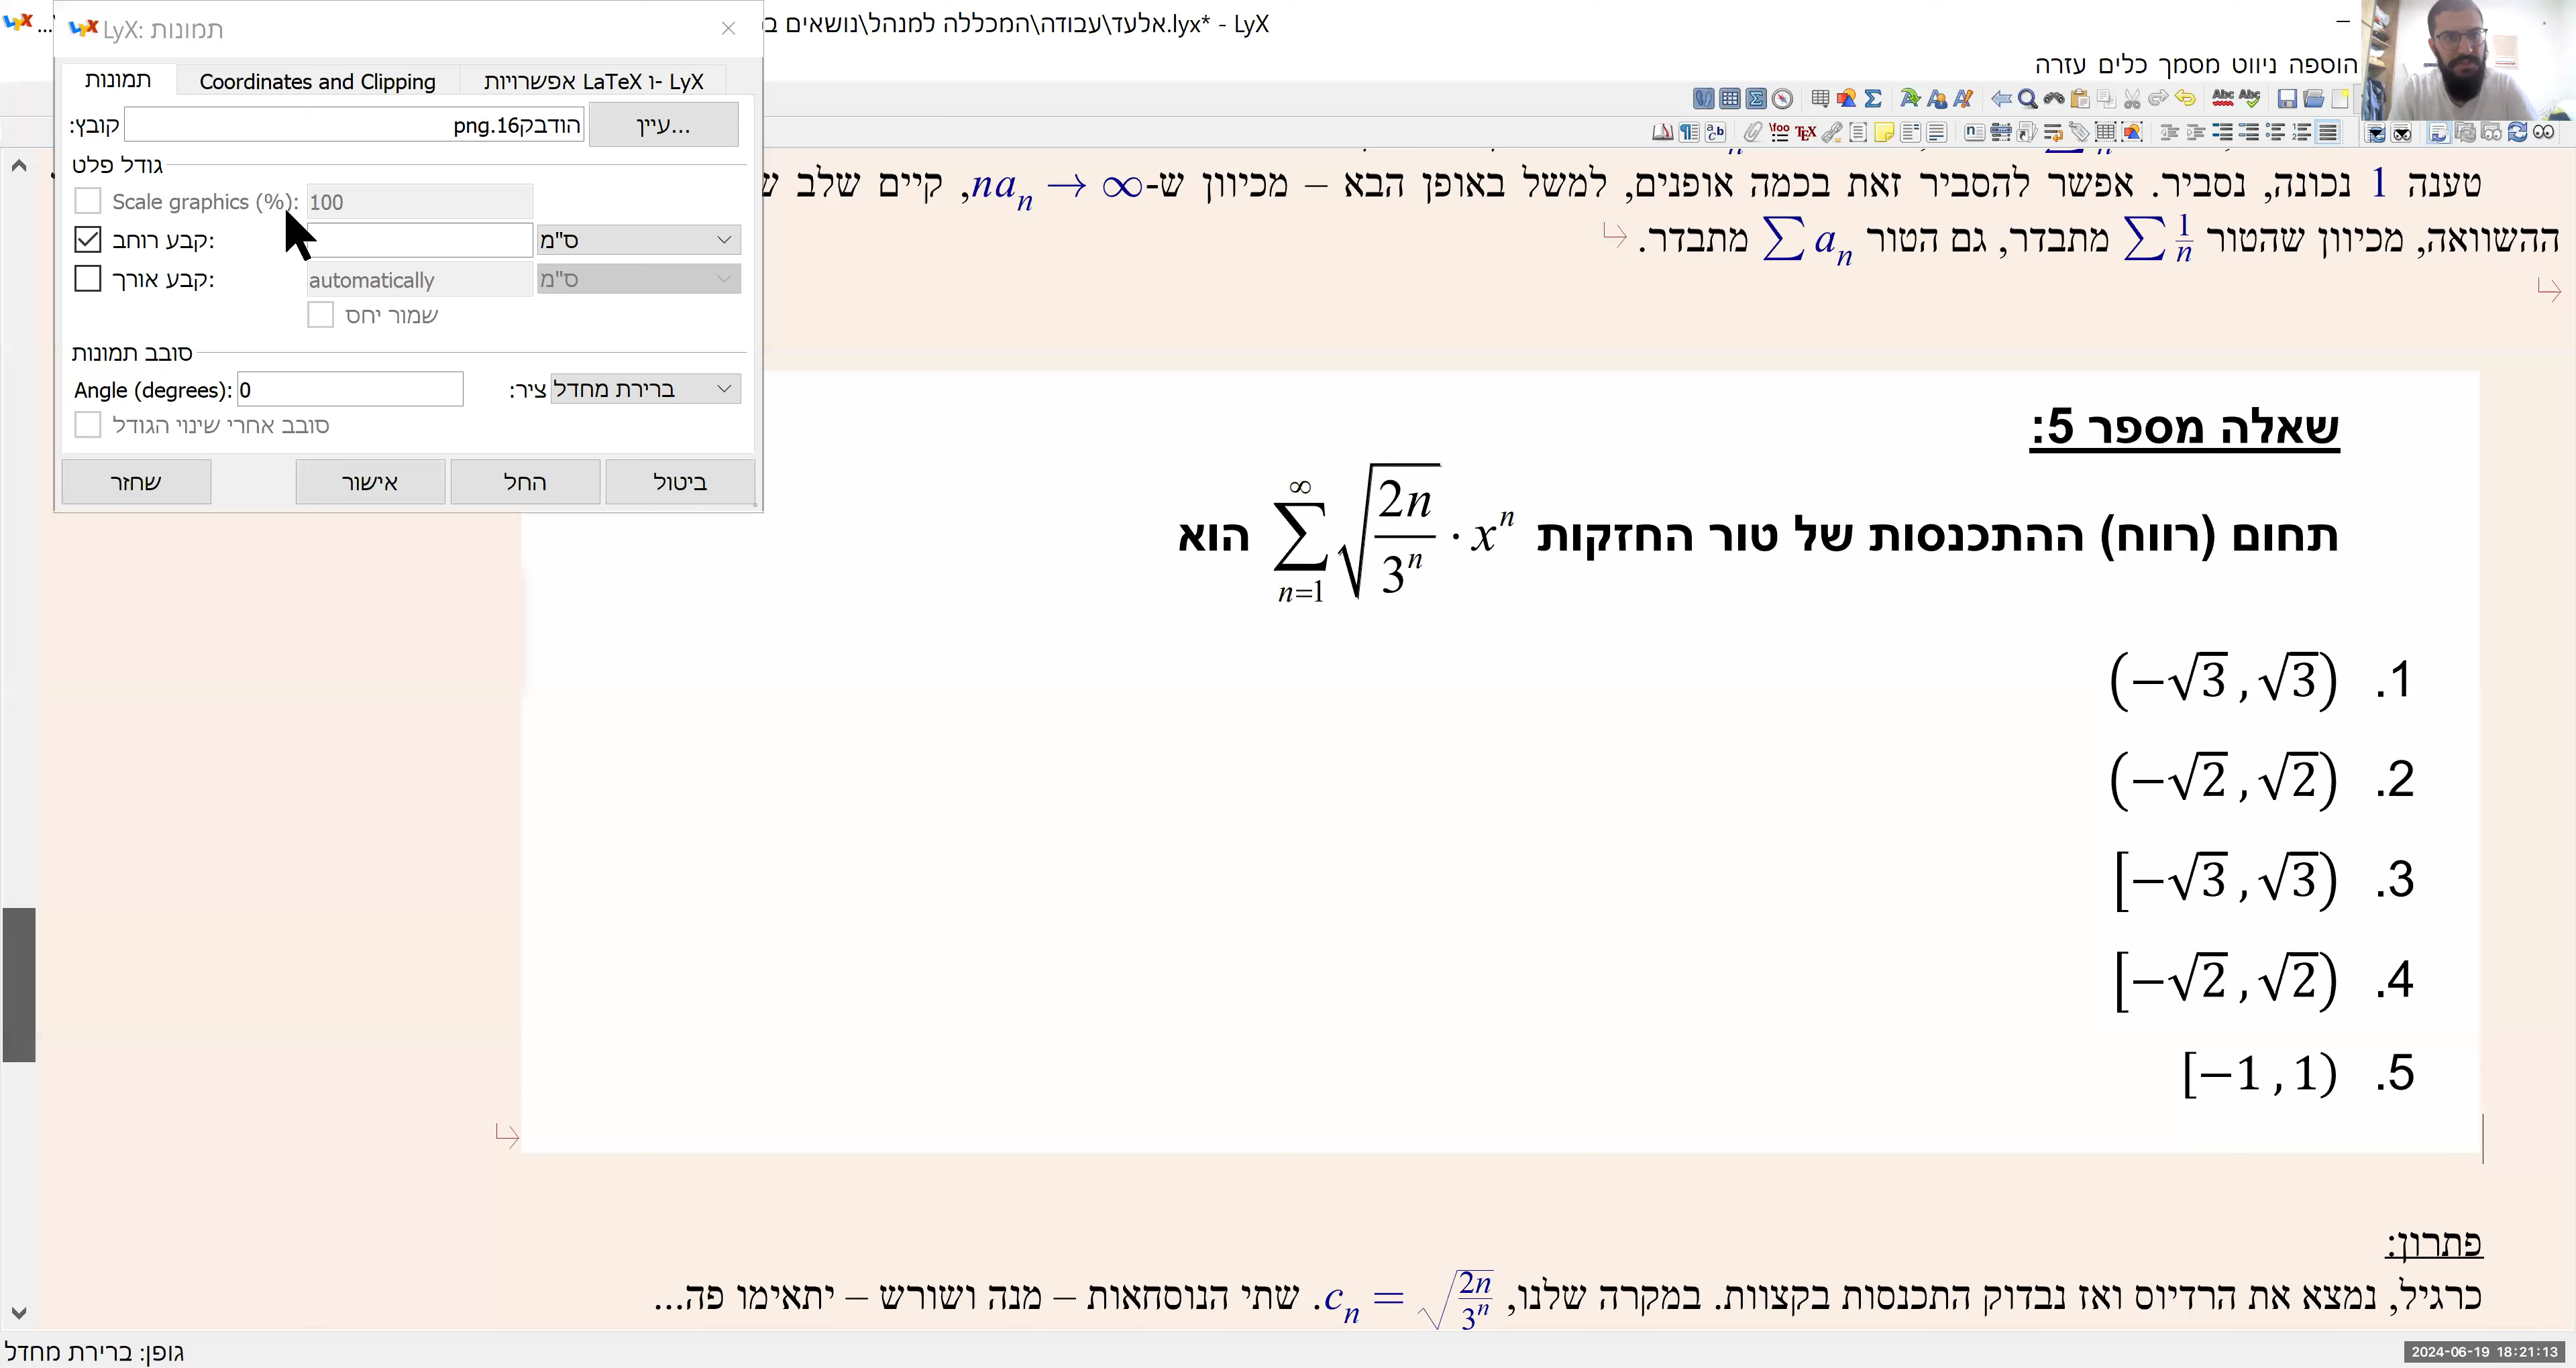 LyX: תמונות
אלעד\עבודה\המכללה למנהל\נושאים ב...lyx* - LyX
תמונות Coordinates and Clipping אפשרויות LaTeX ו- LyX
קובץ: הודבק16.png עיין...
גודל פלט
Scale graphics (%): 100
קבע רוחב: ס"מ
קבע אורך: automatically ס"מ
שמור יחס
סובב תמונות
Angle (degrees): 0 ציר: ברירת מחדל
סובב אחרי שינוי הגודל
שחזר אישור החל ביטול
הוספה ניווט מסמך כלים עזרה
טענה 1 נכונה, נסביר. אפשר להסביר זאת בכמה אופנים, למשל באופן הבא – מכיוון ש-na_n → ∞, קיים שלב
ההשוואה, מכיוון שהטור ∑ 1/n מתבדר, גם הטור ∑ a_n מתבדר.
שאלה מספר 5:
תחום (רווח) ההתכנסות של טור החזקות ∑_{n=1}^{∞} √(2n/3^n) · x^n הוא
1. (−√3 , √3)
2. (−√2 , √2)
3. [−√3 , √3)
4. [−√2 , √2)
5. [−1 , 1)
פתרון:
כרגיל, נמצא את הרדיוס ואז נבדוק התכנסות בקצוות. במקרה שלנו, c_n = √(2n/3^n). שתי הנוסחאות – מנה ושורש – יתאימו פה...
גופן: ברירת מחדל
2024-06-19 18:21:13